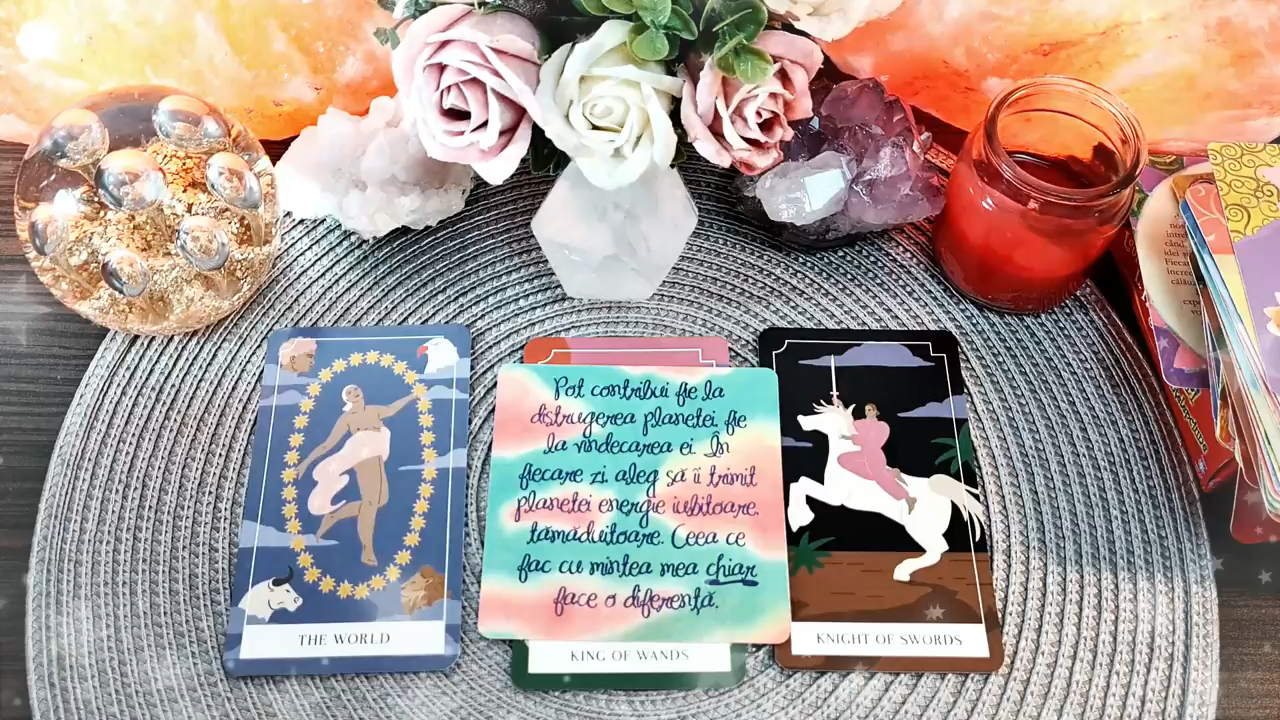 Pot contribui fie la
distrugerea planetei fie
la vindecarea ei. În
fiecare zi, aleg să îi trimit
planetei energie iubitoare,
tămăduitoare. Ceea ce
fac cu mintea mea chiar
face o diferență.
THE WORLD
KING OF WANDS
KNIGHT OF SWORDS